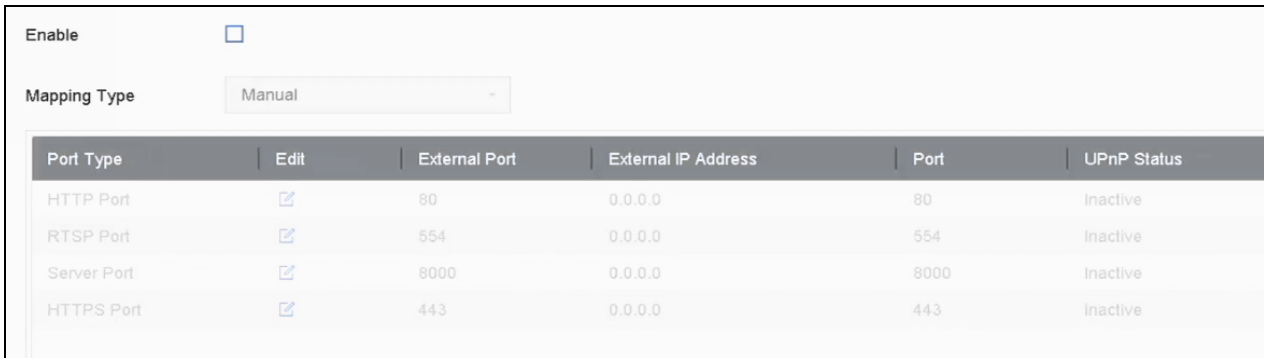 Enable
Mapping Type Manual
Port Type Edit External Port External IP Address Port UPnP Status
HTTP Port 80 0.0.0.0 80 Inactive
RTSP Port 554 0.0.0.0 554 Inactive
Server Port 8000 0.0.0.0 8000 Inactive
HTTPS Port 443 0.0.0.0 443 Inactive